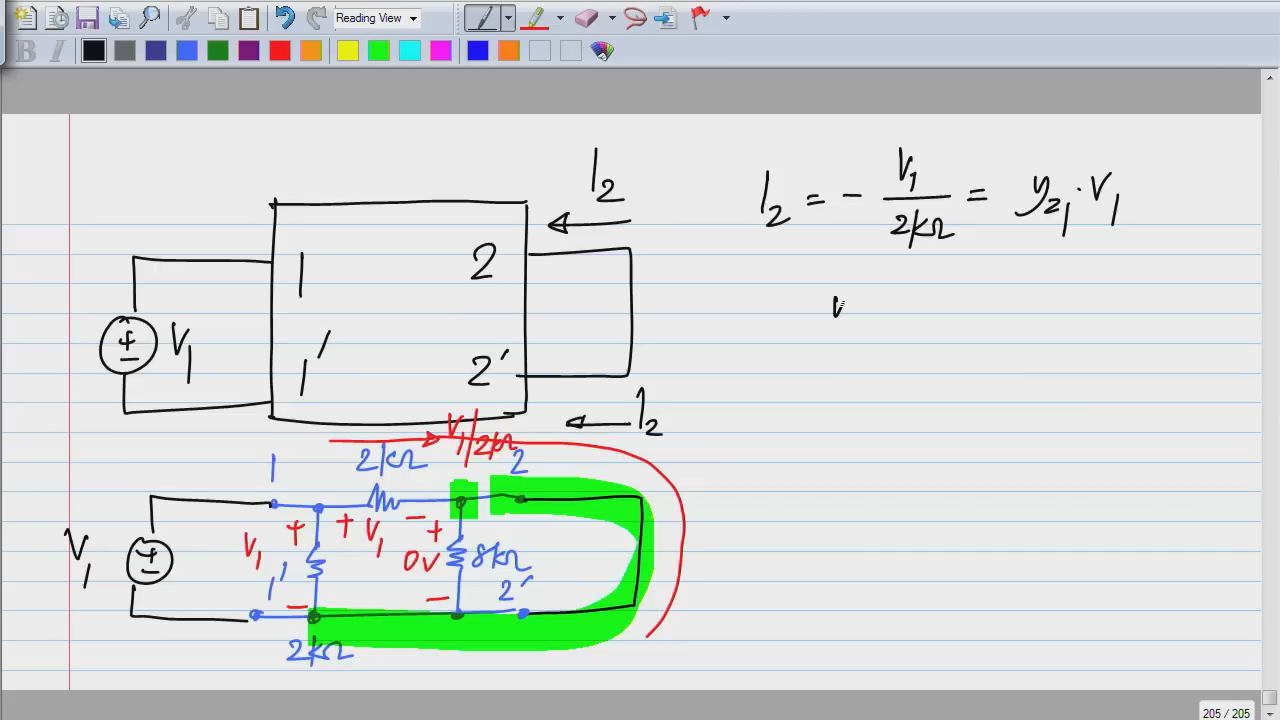 Reading View
B I
I2
I2 = - V1 / 2kΩ = y21 · V1
1 2
V1
1' 2'
I2
V1/2kΩ
1 2kΩ 2
V1 + + V1 - +
V1 1' 0V 8kΩ 2'
- -
2kΩ
205 / 205